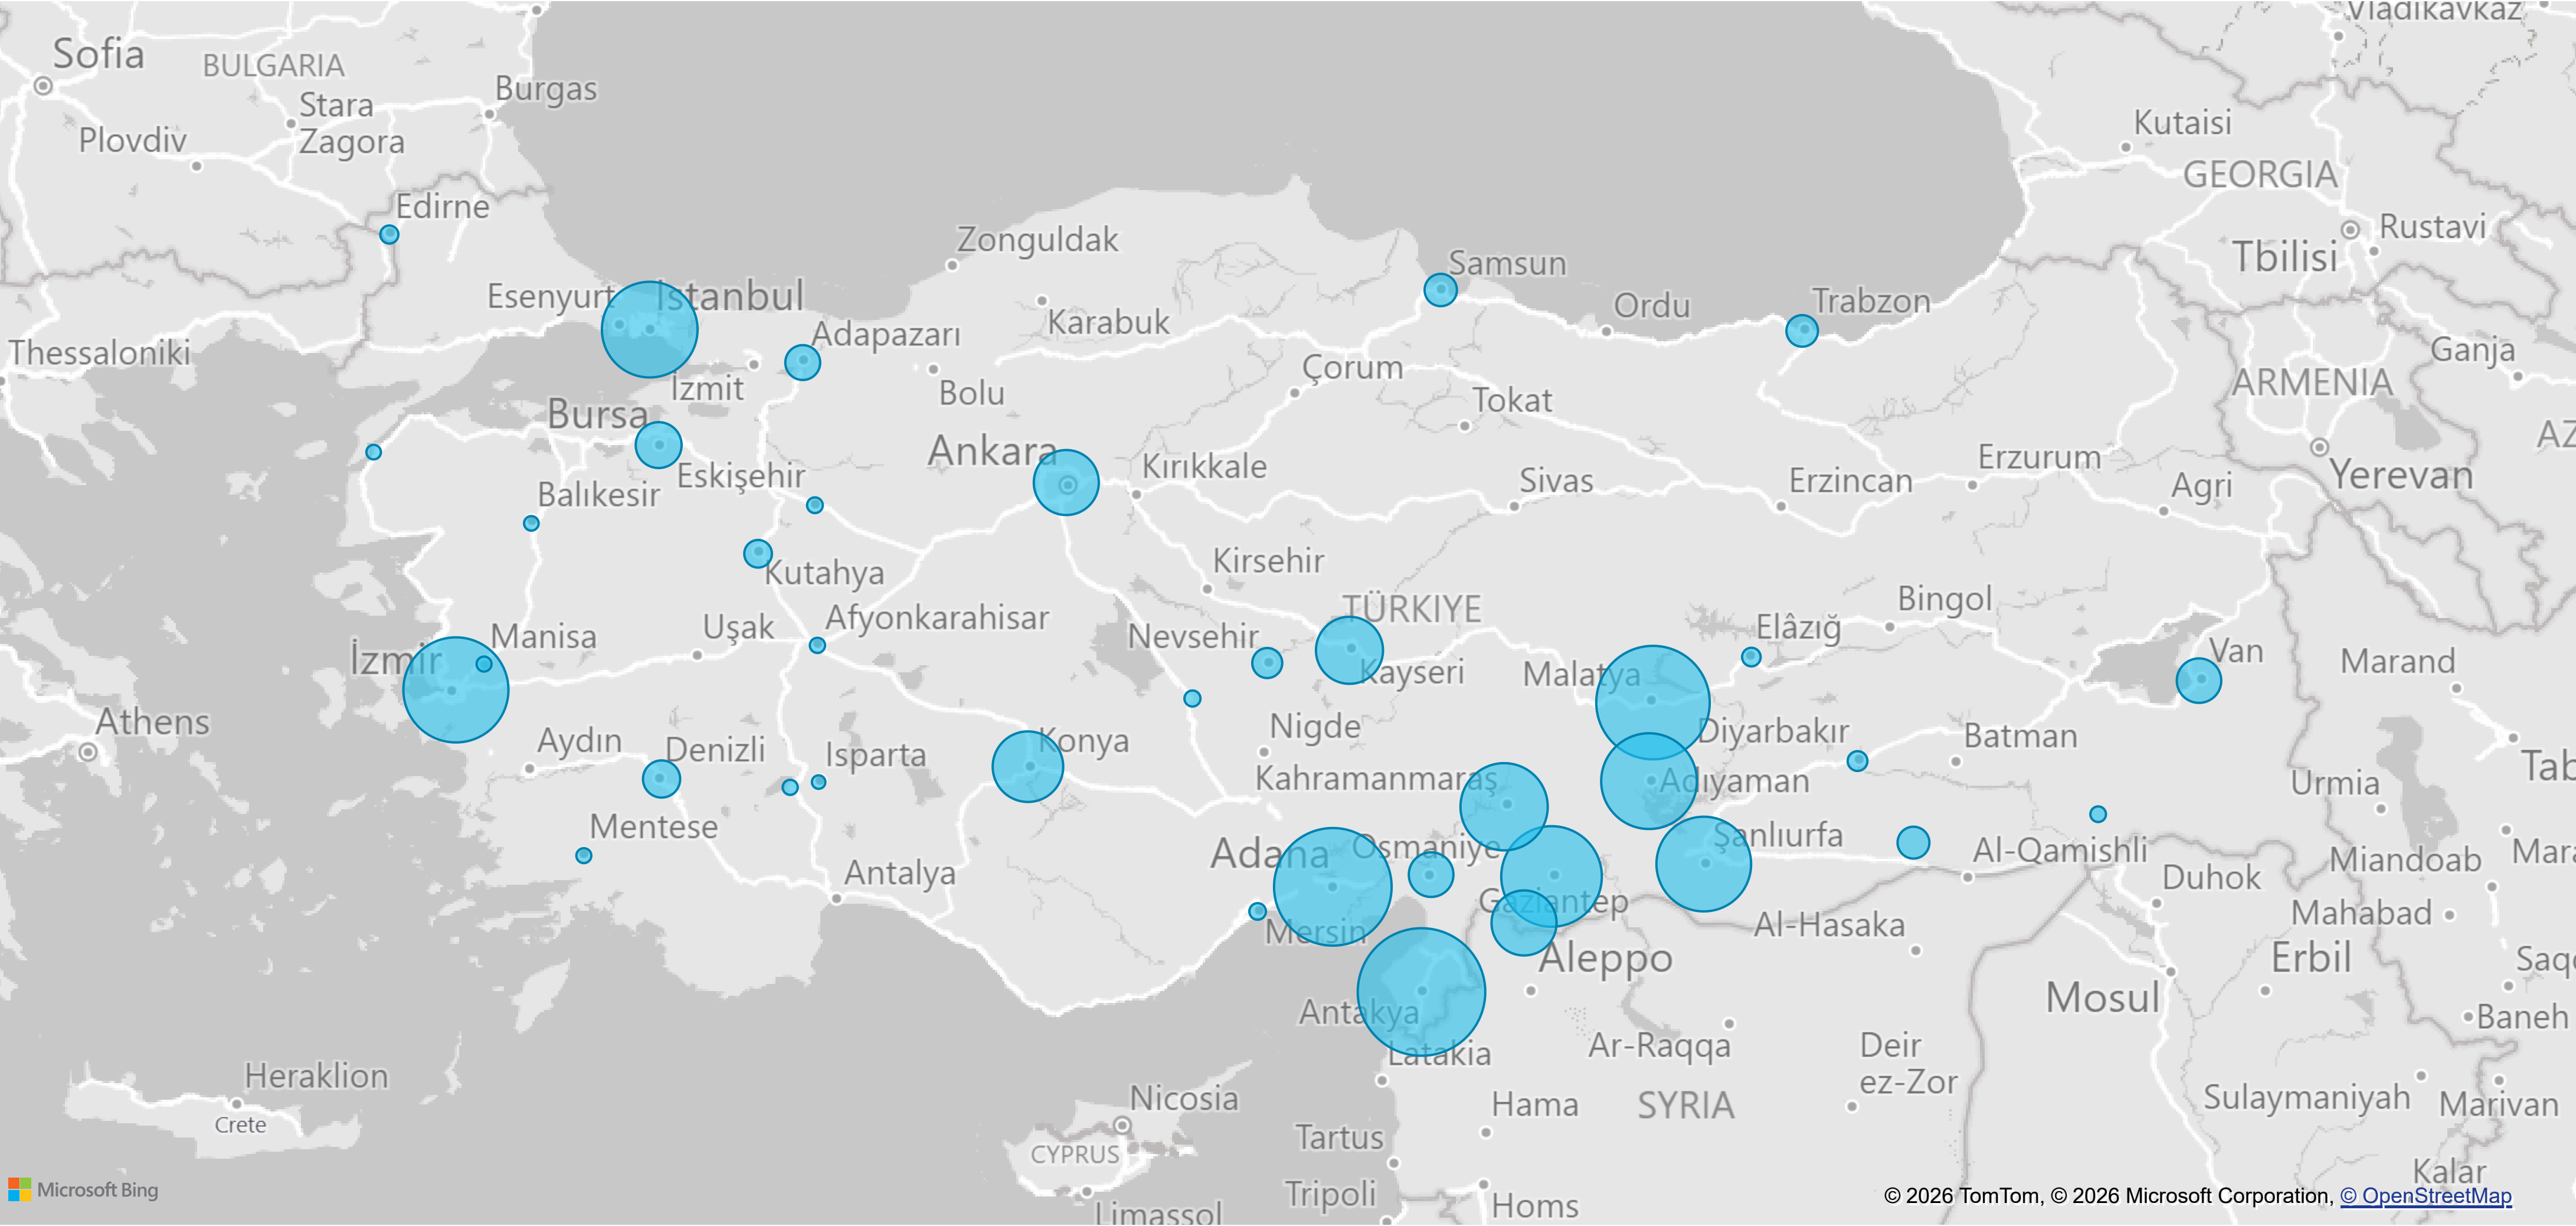 Vladikavkaz
Sofia
BULGARIA
Burgas
Stara
Zagora
Plovdiv
Kutaisi
GEORGIA
Edirne
Rustavi
Tbilisi
Zonguldak
Samsun
Esenyurt
İstanbul
Ordu
Trabzon
Adapazarı
Karabuk
Thessaloniki
Ganja
İzmit
Bolu
Çorum
ARMENIA
Bursa
Tokat
AZ
Ankara
Kırıkkale
Eskişehir
Erzurum
Yerevan
Balıkesir
Sivas
Erzincan
Agri
Kirsehir
Kutahya
TÜRKIYE
Bingol
Afyonkarahisar
Uşak
Elâzığ
Manisa
Nevsehir
Van
İzmir
Kayseri
Malatya
Marand
Athens
Nigde
Diyarbakır
Aydın
Denizli
Isparta
Konya
Batman
Tab
Kahramanmaraş
Adıyaman
Urmia
Mentese
Adana
Osmaniye
Şanlıurfa
Al-Qamishli
Miandoab
Mara
Antalya
Duhok
Gaziantep
Mersin
Al-Hasaka
Mahabad
Aleppo
Erbil
Saqq
Mosul
Antakya
Baneh
Latakia
Ar-Raqqa
Deir
ez-Zor
Heraklion
Nicosia
Hama
SYRIA
Sulaymaniyah
Marivan
Crete
Tartus
CYPRUS
Kalar
Microsoft Bing
Tripoli
Homs
© 2026 TomTom, © 2026 Microsoft Corporation, © OpenStreetMap
Limassol